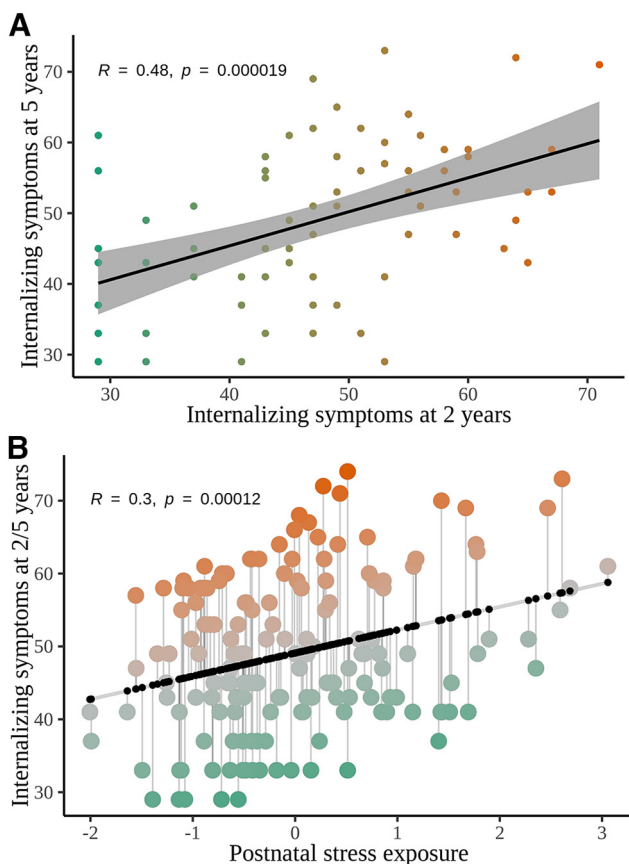 A
R = 0.48, p = 0.000019
Internalizing symptoms at 5 years
70
60
50
40
30
30 40 50 60 70
Internalizing symptoms at 2 years
B
R = 0.3, p = 0.00012
Internalizing symptoms at 2/5 years
70
60
50
40
30
-2 -1 0 1 2 3
Postnatal stress exposure